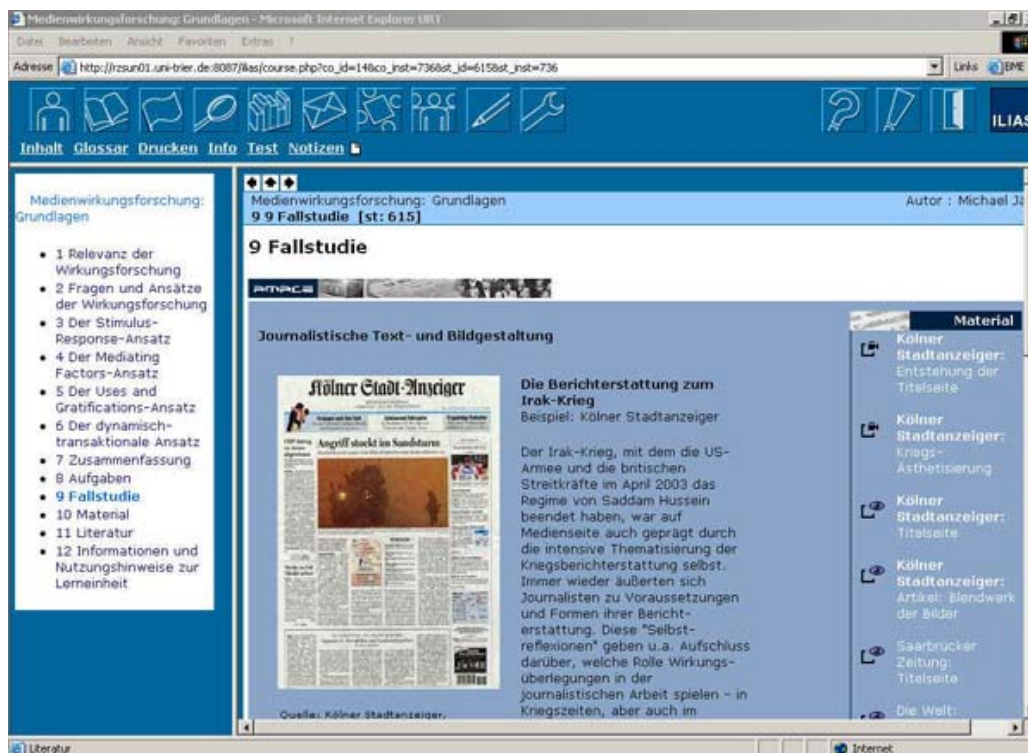 Medienwirkungsforschung: Grundlagen - Microsoft Internet Explorer URT
Datei Bearbeiten Ansicht Favoriten Extras ?
Adresse http://rzsun01.uni-trier.de:8087/ilias/course.php?co_id=14&co_inst=736&st_id=615&st_inst=736 Links BME
ILIAS
Inhalt Glossar Drucken Info Test Notizen
Medienwirkungsforschung:
Grundlagen
1 Relevanz der
Wirkungsforschung
2 Fragen und Ansätze
der Wirkungsforschung
3 Der Stimulus-
Response-Ansatz
4 Der Mediating
Factors-Ansatz
5 Der Uses and
Gratifications-Ansatz
6 Der dynamisch-
transaktionale Ansatz
7 Zusammenfassung
8 Aufgaben
9 Fallstudie
10 Material
11 Literatur
12 Informationen und
Nutzungshinweise zur
Lerneinheit
Medienwirkungsforschung: Grundlagen Autor : Michael Jä
9 9 Fallstudie [st: 615]
9 Fallstudie
Journalistische Text- und Bildgestaltung
Kölner Stadt-Anzeiger
Angriff stockt im Sandsturm
Quelle: Kölner Stadtanzeiger,
Die Berichterstattung zum
Irak-Krieg
Beispiel: Kölner Stadtanzeiger
Der Irak-Krieg, mit dem die US-
Armee und die britischen
Streitkräfte im April 2003 das
Regime von Saddam Hussein
beendet haben, war auf
Medienseite auch geprägt durch
die intensive Thematisierung der
Kriegsberichterstattung selbst.
Immer wieder äußerten sich
Journalisten zu Voraussetzungen
und Formen ihrer Bericht-
erstattung. Diese "Selbst-
reflexionen" geben u.a. Aufschluss
darüber, welche Rolle Wirkungs-
überlegungen in der
journalistischen Arbeit spielen – in
Kriegszeiten, aber auch im
Material
Kölner
Stadtanzeiger:
Entstehung der
Titelseite
Kölner
Stadtanzeiger:
Kriegs-
Ästhetisierung
Kölner
Stadtanzeiger:
Titelseite
Kölner
Stadtanzeiger:
Artikel: Blendwerk
der Bilder
Saarbrücker
Zeitung:
Titelseite
Die Welt:
Literatur Internet